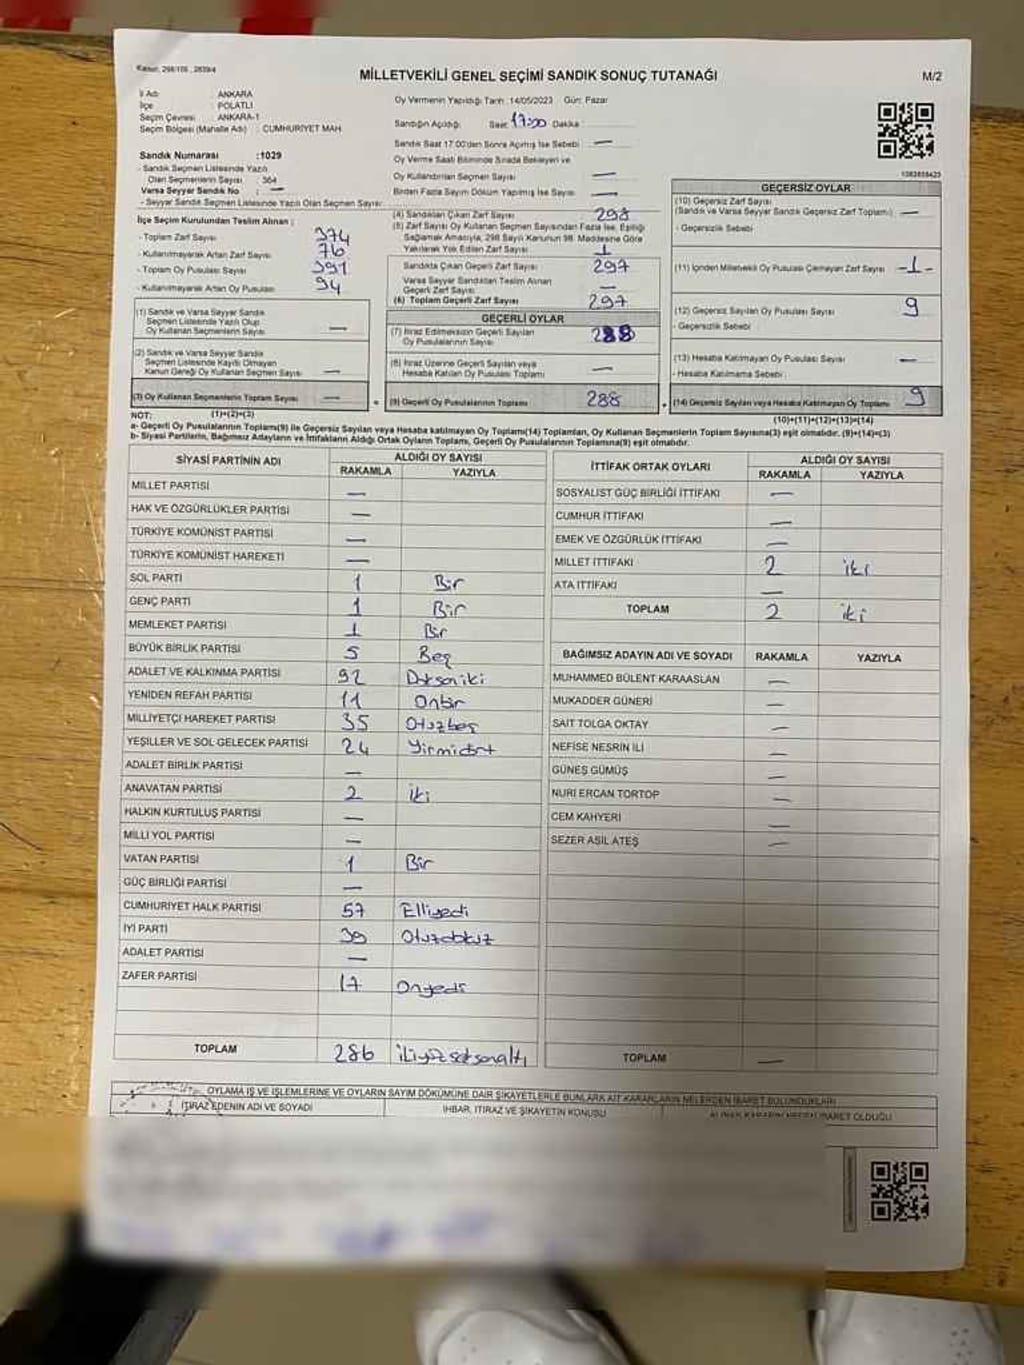 Kanun: 298/105 , 2839/4
MİLLETVEKİLİ GENEL SEÇİMİ SANDIK SONUÇ TUTANAĞI
M/2
İl Adı : ANKARA
İlçe : POLATLI
Seçim Çevresi : ANKARA-1
Seçim Bölgesi (Mahalle Adı) : CUMHURİYET MAH.
Oy Vermenin Yapıldığı Tarih :14/05/2023 Gün: Pazar
Sandığın Açıldığı: Saat: 17:00 Dakika :
Sandık Saat 17:00'den Sonra Açılmış İse Sebebi : —
Oy Verme Saati Bitiminde Sırada Bekleyen ve
Oy Kullandırılan Seçmen Sayısı —
Birden Fazla Sayım Döküm Yapılmış İse Sayısı —
Sandık Numarası :1029
- Sandık Seçmen Listesinde Yazılı
Olan Seçmenlerin Sayısı : 364
Varsa Seyyar Sandık No : —
- Seyyar Sandık Seçmen Listesinde Yazılı Olan Seçmen Sayısı:
İlçe Seçim Kurulundan Teslim Alınan :
- Toplam Zarf Sayısı 374
- Kullanılmayarak Artan Zarf Sayısı 76
- Toplam Oy Pusulası Sayısı 391
- Kullanılmayarak Artan Oy Pusulası 94
(1) Sandık ve Varsa Seyyar Sandık
Seçmen Listesinde Yazılı Olup
Oy Kullanan Seçmenlerin Sayısı —
(2) Sandık ve Varsa Seyyar Sandık
Seçmen Listesinde Kaydı Olmayan
Kanun Gereği Oy Kullanan Seçmen Sayısı —
(3) Oy Kullanan Seçmenlerin Toplam Sayısı —
(1)+(2)=(3)
(4) Sandıktan Çıkan Zarf Sayısı 298
(5) Zarf Sayısı Oy Kullanan Seçmen Sayısından Fazla İse, Eşitliği
Sağlamak Amacıyla, 298 Sayılı Kanunun 98. Maddesine Göre
Yakılarak Yok Edilen Zarf Sayısı 1
Sandıkta Çıkan Geçerli Zarf Sayısı 297
Varsa Seyyar Sandıktan Teslim Alınan
Geçerli Zarf Sayısı —
(6) Toplam Geçerli Zarf Sayısı 297
GEÇERLİ OYLAR
(7) İtiraz Edilmeksizin Geçerli Sayılan
Oy Pusulalarının Sayısı 288
(8) İtiraz Üzerine Geçerli Sayılan veya
Hesaba Katılan Oy Pusulası Toplamı —
= (9) Geçerli Oy Pusulalarının Toplamı 288
GEÇERSİZ OYLAR
(10) Geçersiz Zarf Sayısı
(Sandık ve Varsa Seyyar Sandık Geçersiz Zarf Toplamı) —
- Geçersizlik Sebebi
(11) İçinden Milletvekili Oy Pusulası Çıkmayan Zarf Sayısı -1-
(12) Geçersiz Sayılan Oy Pusulası Sayısı 9
- Geçersizlik Sebebi
(13) Hesaba Katılmayan Oy Pusulası Sayısı —
- Hesaba Katılmama Sebebi :
+ (14) Geçersiz Sayılan veya Hesaba Katılmayan Oy Toplamı 9
(10)+(11)+(12)+(13)=(14)
NOT:
a- Geçerli Oy Pusulalarının Toplamı(9) ile Geçersiz Sayılan veya Hesaba katılmayan Oy Toplamı(14) Toplamları, Oy Kullanan Seçmenlerin Toplam Sayısına(3) eşit olmalıdır. (9)+(14)=(3)
b- Siyasi Partilerin, Bağımsız Adayların ve İttifakların Aldığı Ortak Oyların Toplamı, Geçerli Oy Pusulalarının Toplamına(9) eşit olmalıdır.
SİYASİ PARTİNİN ADI ALDIĞI OY SAYISI
RAKAMLA YAZIYLA
MİLLET PARTİSİ —
HAK VE ÖZGÜRLÜKLER PARTİSİ —
TÜRKİYE KOMÜNİST PARTİSİ —
TÜRKİYE KOMÜNİST HAREKETİ —
SOL PARTİ 1 Bir
GENÇ PARTİ 1 Bir
MEMLEKET PARTİSİ 1 Bir
BÜYÜK BİRLİK PARTİSİ 5 Beş
ADALET VE KALKINMA PARTİSİ 92 Doksaniki
YENİDEN REFAH PARTİSİ 11 Onbir
MİLLİYETÇİ HAREKET PARTİSİ 35 Otuzbeş
YEŞİLLER VE SOL GELECEK PARTİSİ 24 Yirmidört
ADALET BİRLİK PARTİSİ —
ANAVATAN PARTİSİ 2 iki
HALKIN KURTULUŞ PARTİSİ —
MİLLİ YOL PARTİSİ —
VATAN PARTİSİ 1 Bir
GÜÇ BİRLİĞİ PARTİSİ —
CUMHURİYET HALK PARTİSİ 57 Elliyedi
İYİ PARTİ 39 Otuzdokuz
ADALET PARTİSİ —
ZAFER PARTİSİ 17 Onyedi
TOPLAM 286 ikiyüzseksenaltı
İTTİFAK ORTAK OYLARI ALDIĞI OY SAYISI
RAKAMLA YAZIYLA
SOSYALİST GÜÇ BİRLİĞİ İTTİFAKI —
CUMHUR İTTİFAKI —
EMEK VE ÖZGÜRLÜK İTTİFAKI —
MİLLET İTTİFAKI 2 iki
ATA İTTİFAKI —
TOPLAM 2 iki
BAĞIMSIZ ADAYIN ADI VE SOYADI RAKAMLA YAZIYLA
MUHAMMED BÜLENT KARAASLAN —
MUKADDER GÜNERİ —
SAİT TOLGA OKTAY —
NEFİSE NESRİN İLİ —
GÜNEŞ GÜMÜŞ —
NURİ ERCAN TORTOP —
CEM KAHYERİ —
SEZER ASİL ATEŞ —
TOPLAM —
OYLAMA İŞ VE İŞLEMLERİNE VE OYLARIN SAYIM DÖKÜMÜNE DAİR ŞİKAYETLERLE BUNLARA AİT KARARLARIN NELERDEN İBARET BULUNDUKLARI
İTİRAZ EDENİN ADI VE SOYADI İHBAR, İTİRAZ VE ŞİKAYETİN KONUSU